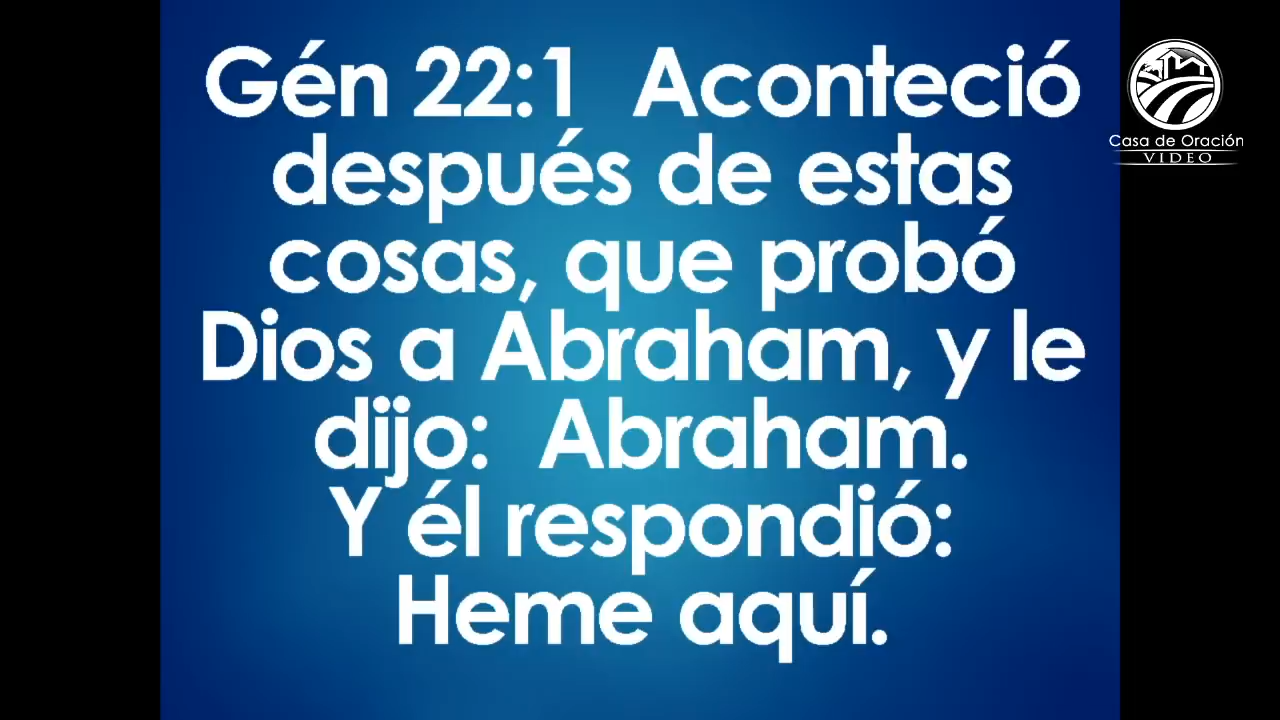 Gén 22:1  Aconteció
después de estas
cosas, que probó
Dios a Abraham, y le
dijo:  Abraham.
Y él respondió:
Heme aquí.
Casa de Oración
VIDEO